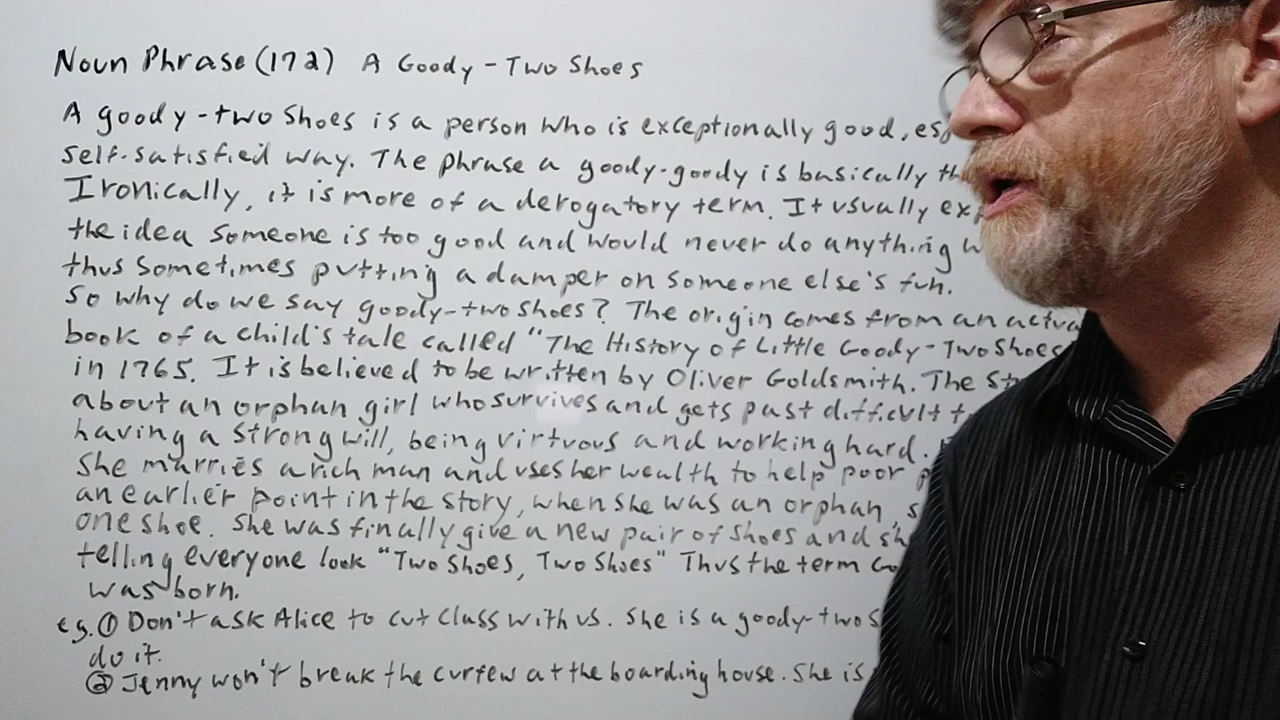 Noun Phrase (172) A Goody-Two Shoes
A goody-two shoes is a person who is exceptionally good, es
self-satisfied way. The phrase a goody-goody is basically th
Ironically, it is more of a derogatory term. It usually ex
the idea someone is too good and would never do anything w
thus sometimes putting a damper on someone else's fun.
So why do we say goody-two shoes? The origin comes from an actua
book of a child's tale called "The History of Little Goody-Two Shoes
in 1765. It is believed to be written by Oliver Goldsmith. The St
about an orphan girl who survives and gets past difficult t
having a strong will, being virtuous and working hard.
She marries a rich man and uses her wealth to help poor p
an earlier point in the story, when she was an orphan, s
one shoe. She was finally give a new pair of shoes and sh
telling everyone look "Two Shoes, Two Shoes" Thus the term Go
was born.
e.g. ① Don't ask Alice to cut class with us. She is a goody-two s
do it.
② Jenny won't break the curfew at the boarding house. She is